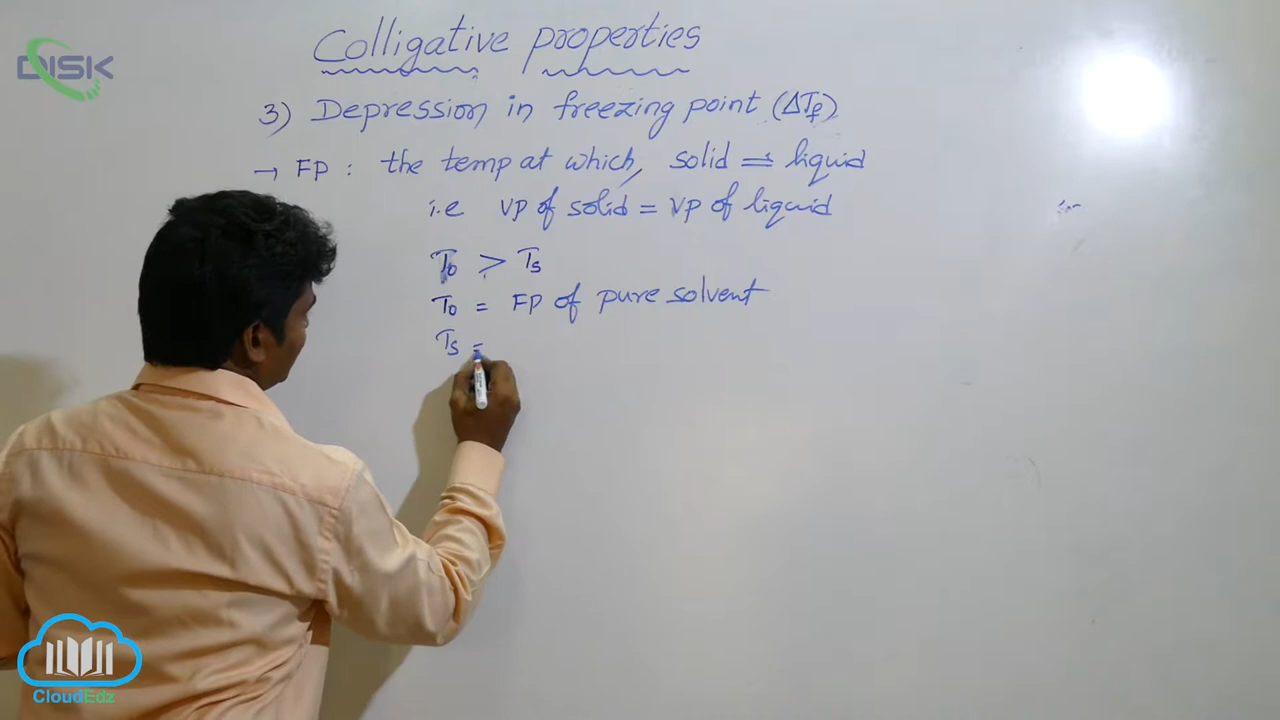 DISK
Colligative properties
3) Depression in freezing point (ΔTf)
→ FP : the temp at which, solid ⇌ liquid
i.e VP of solid = VP of liquid
T0 > Ts
T0 = FP of pure solvent
Ts =
CloudEdz